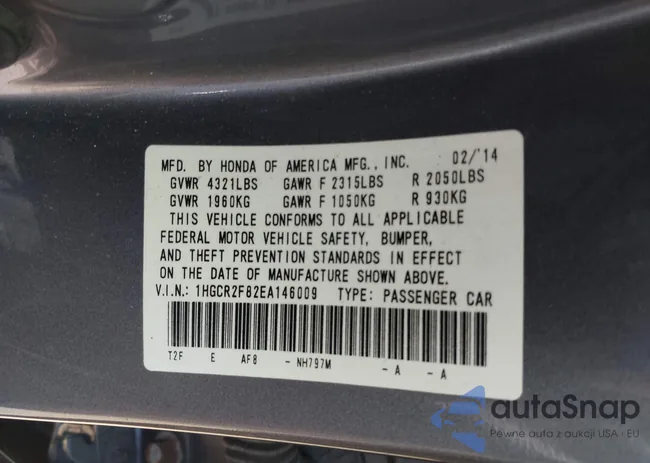 MFD. BY HONDA OF AMERICA MFG., INC. 02/'14
GVWR 4321LBS GAWR F 2315LBS R 2050LBS
GVWR 1960KG GAWR F 1050KG R 930KG
THIS VEHICLE CONFORMS TO ALL APPLICABLE
FEDERAL MOTOR VEHICLE SAFETY, BUMPER,
AND THEFT PREVENTION STANDARDS IN EFFECT
ON THE DATE OF MANUFACTURE SHOWN ABOVE.
V.I.N.: 1HGCR2F82EA146009 TYPE: PASSENGER CAR
T2F E AF8 - NH797M - A - A
autaSnap
Pewne auta z aukcji USA i EU